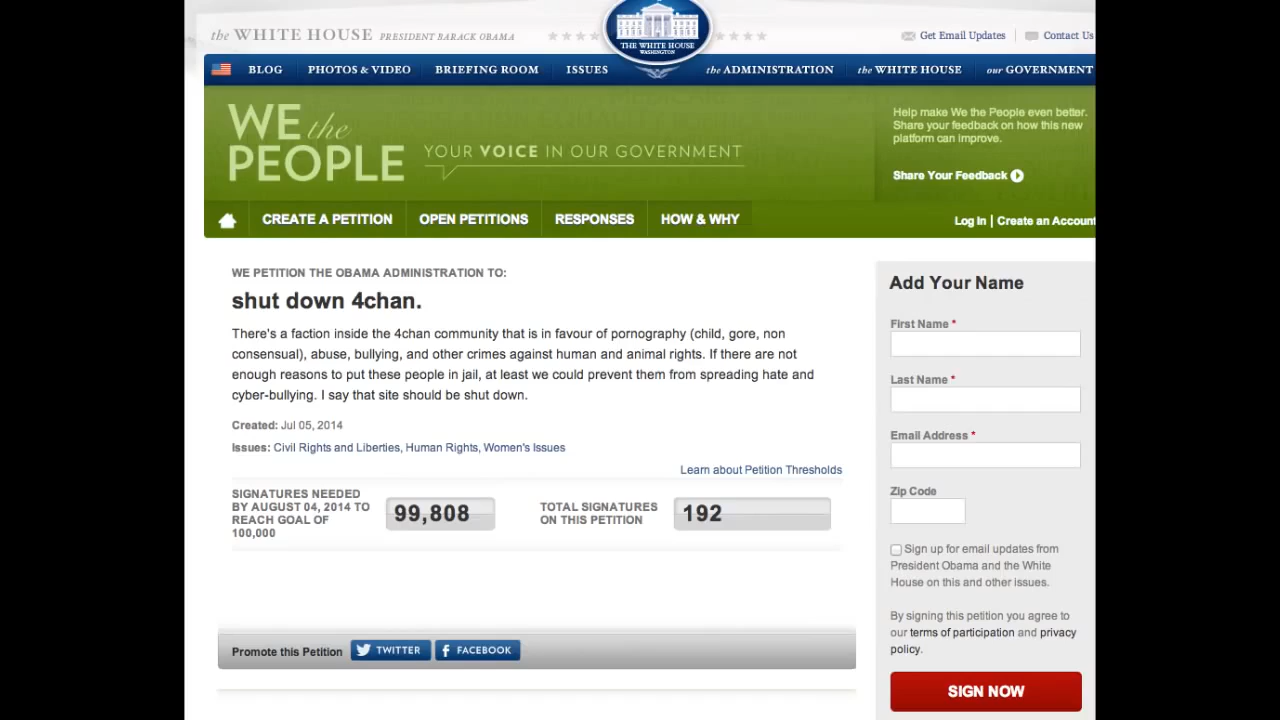 the WHITE HOUSE PRESIDENT BARACK OBAMA
THE WHITE HOUSE
WASHINGTON
Get Email Updates
Contact Us
BLOG
PHOTOS & VIDEO
BRIEFING ROOM
ISSUES
the ADMINISTRATION
the WHITE HOUSE
our GOVERNMENT
WE the
PEOPLE
YOUR VOICE IN OUR GOVERNMENT
Help make We the People even better.
Share your feedback on how this new
platform can improve.
Share Your Feedback
CREATE A PETITION
OPEN PETITIONS
RESPONSES
HOW & WHY
Log In | Create an Account
WE PETITION THE OBAMA ADMINISTRATION TO:
shut down 4chan.
There's a faction inside the 4chan community that is in favour of pornography (child, gore, non
consensual), abuse, bullying, and other crimes against human and animal rights. If there are not
enough reasons to put these people in jail, at least we could prevent them from spreading hate and
cyber-bullying. I say that site should be shut down.
Created: Jul 05, 2014
Issues: Civil Rights and Liberties, Human Rights, Women's Issues
Learn about Petition Thresholds
SIGNATURES NEEDED
BY AUGUST 04, 2014 TO
REACH GOAL OF
100,000
99,808
TOTAL SIGNATURES
ON THIS PETITION
192
Promote this Petition
TWITTER
FACEBOOK
Add Your Name
First Name *
Last Name *
Email Address *
Zip Code
Sign up for email updates from
President Obama and the White
House on this and other issues.
By signing this petition you agree to
our terms of participation and privacy
policy.
SIGN NOW